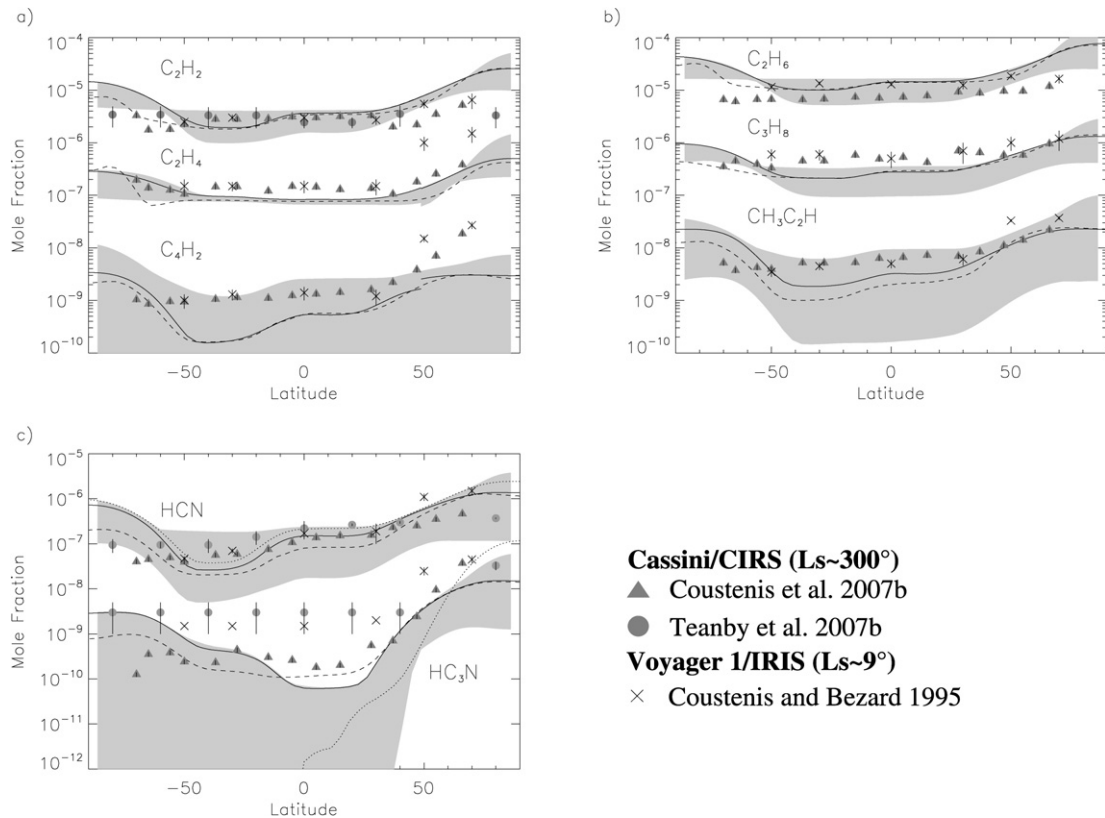 a)
10⁻⁴
10⁻⁵
10⁻⁶
10⁻⁷
10⁻⁸
10⁻⁹
10⁻¹⁰
Mole Fraction
C₂H₂
C₂H₄
C₄H₂
−50 0 50
Latitude
b)
10⁻⁴
10⁻⁵
10⁻⁶
10⁻⁷
10⁻⁸
10⁻⁹
10⁻¹⁰
Mole Fraction
C₂H₆
C₃H₈
CH₃C₂H
−50 0 50
Latitude
c)
10⁻⁵
10⁻⁶
10⁻⁷
10⁻⁸
10⁻⁹
10⁻¹⁰
10⁻¹¹
10⁻¹²
Mole Fraction
HCN
HC₃N
−50 0 50
Latitude
Cassini/CIRS (Ls~300°)
Coustenis et al. 2007b
Teanby et al. 2007b
Voyager 1/IRIS (Ls~9°)
Coustenis and Bezard 1995